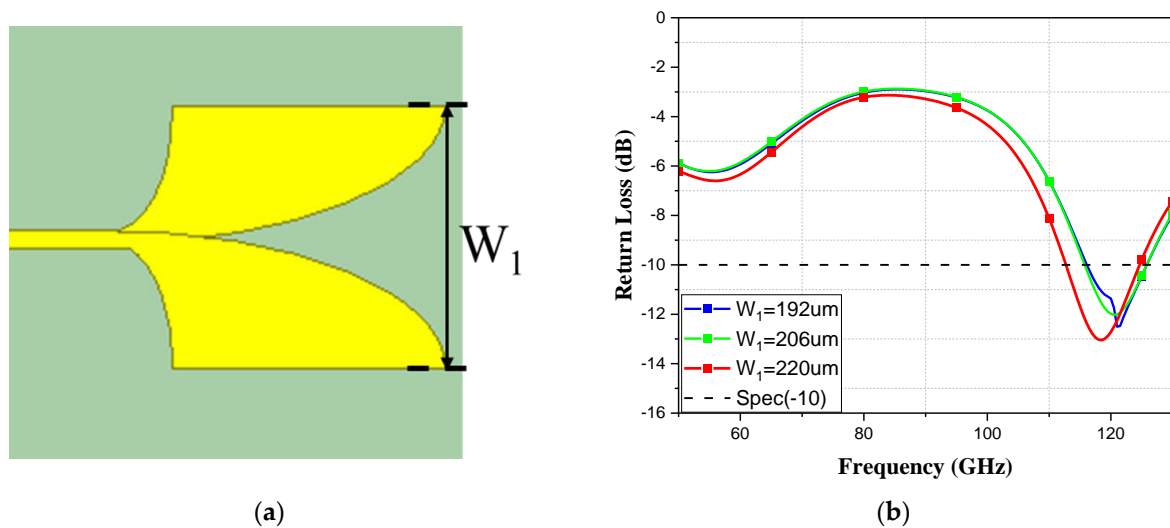 W1
(a)
Return Loss (dB)
0
-2
-4
-6
-8
-10
-12
-14
-16
W1=192um
W1=206um
W1=220um
Spec(-10)
60 80 100 120
Frequency (GHz)
(b)